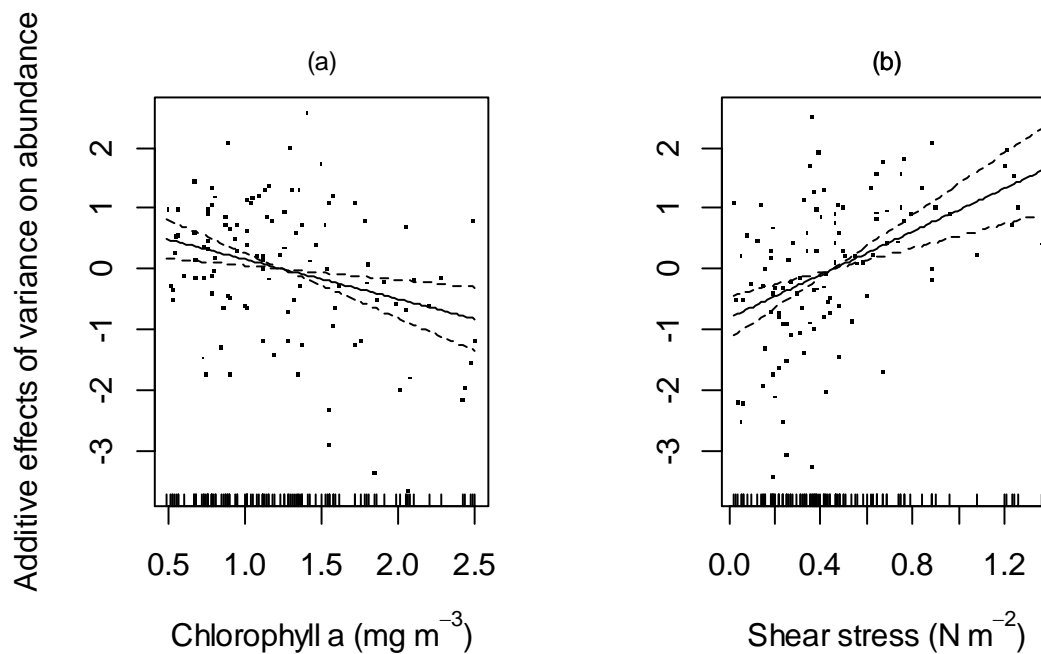 Additive effects of variance on abundance
(a)
2
1
0
-1
-2
-3
0.5 1.0 1.5 2.0 2.5
Chlorophyll a (mg m⁻³)
(b)
2
1
0
-1
-2
-3
0.0 0.4 0.8 1.2
Shear stress (N m⁻²)